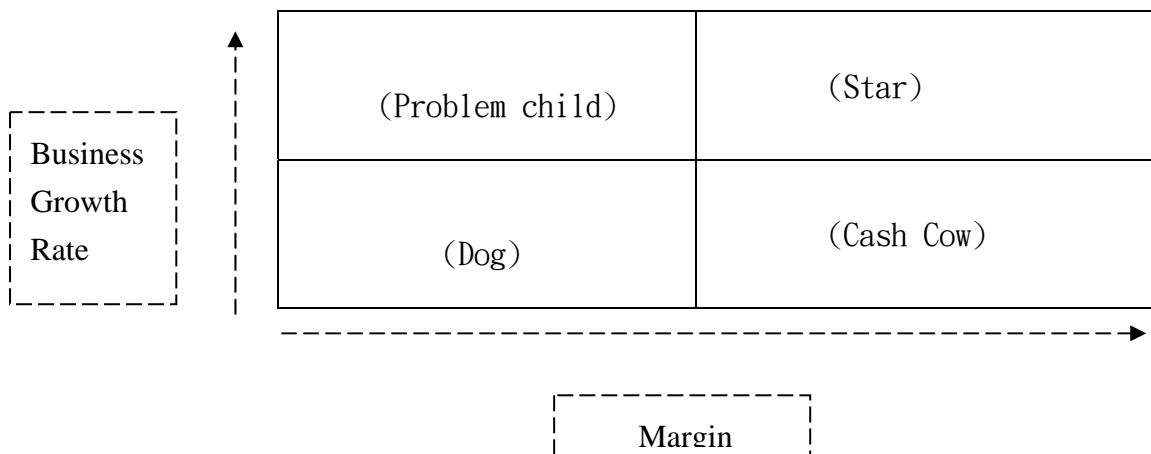 (Problem child)
(Star)
Business
Growth
Rate
(Dog)
(Cash Cow)
Margin